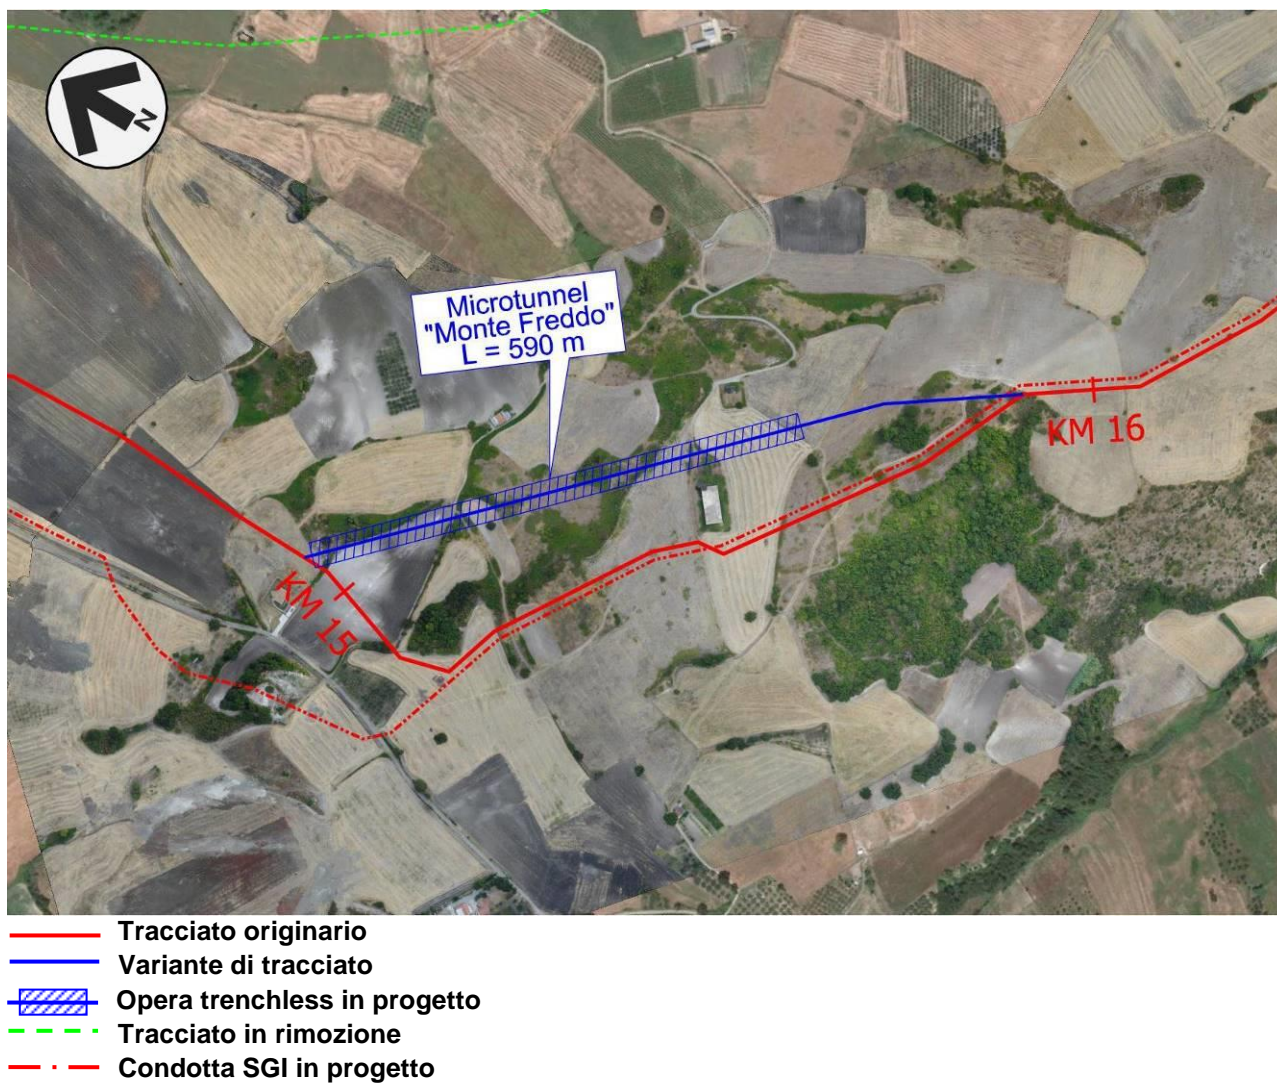 N
Microtunnel
"Monte Freddo"
L = 590 m
KM 16
KM 15
Tracciato originario
Variante di tracciato
Opera trenchless in progetto
Tracciato in rimozione
Condotta SGI in progetto